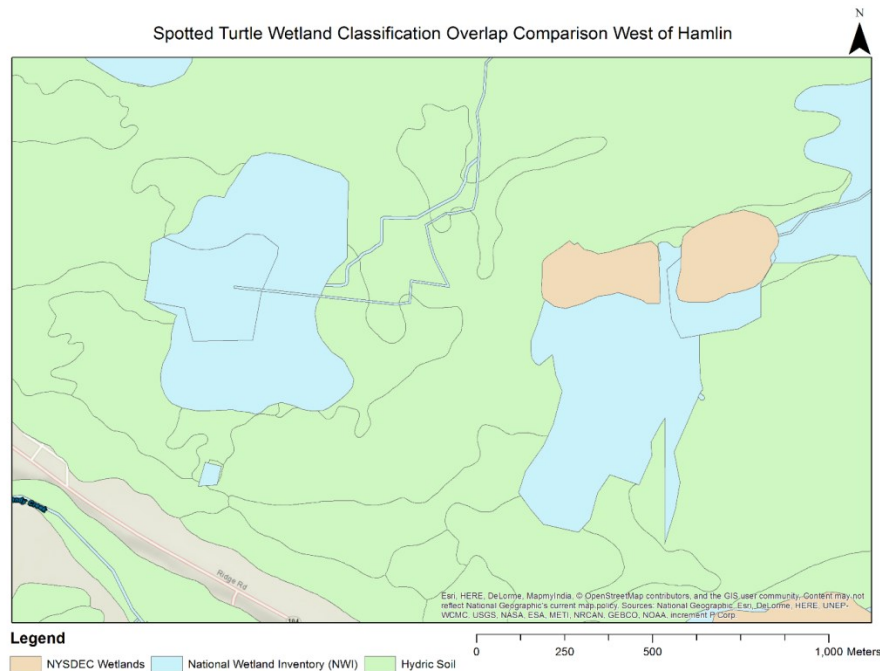 Spotted Turtle Wetland Classification Overlap Comparison West of Hamlin
N
Ridge Rd
104
Esri, HERE, DeLorme, MapmyIndia, © OpenStreetMap contributors, and the GIS user community, Content may not
reflect National Geographic's current map policy. Sources: National Geographic, Esri, DeLorme, HERE, UNEP-
WCMC, USGS, NASA, ESA, METI, NRCAN, GEBCO, NOAA, increment P Corp
Legend
NYSDEC Wetlands
National Wetland Inventory (NWI)
Hydric Soil
0 250 500 1,000 Meters